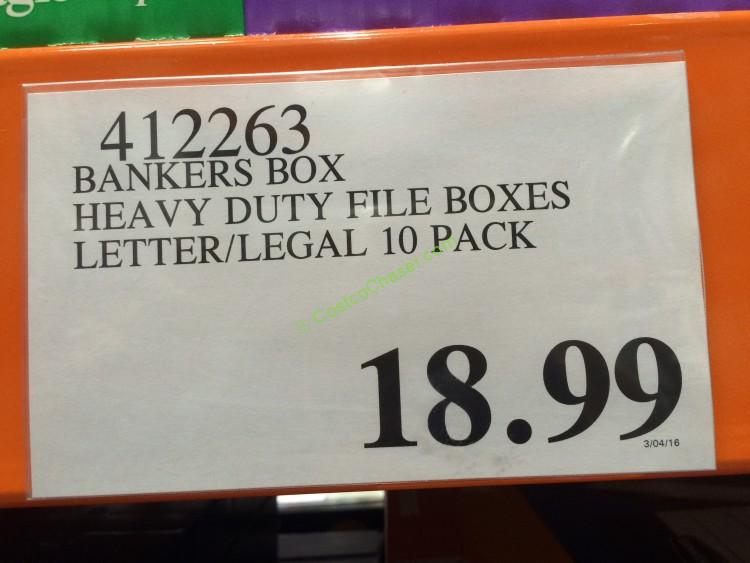 412263
BANKERS BOX
HEAVY DUTY FILE BOXES
LETTER/LEGAL 10 PACK
© CostcoChaser.com
18.99
3/04/16